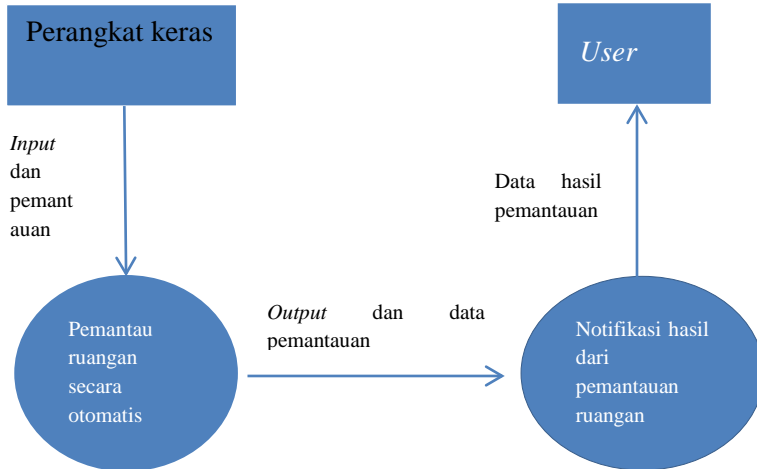 Perangkat keras
User
Input
dan
pemant
auan
Data hasil
pemantauan
Output dan data
pemantauan
Pemantau
ruangan
secara
otomatis
Notifikasi hasil
dari
pemantauan
ruangan